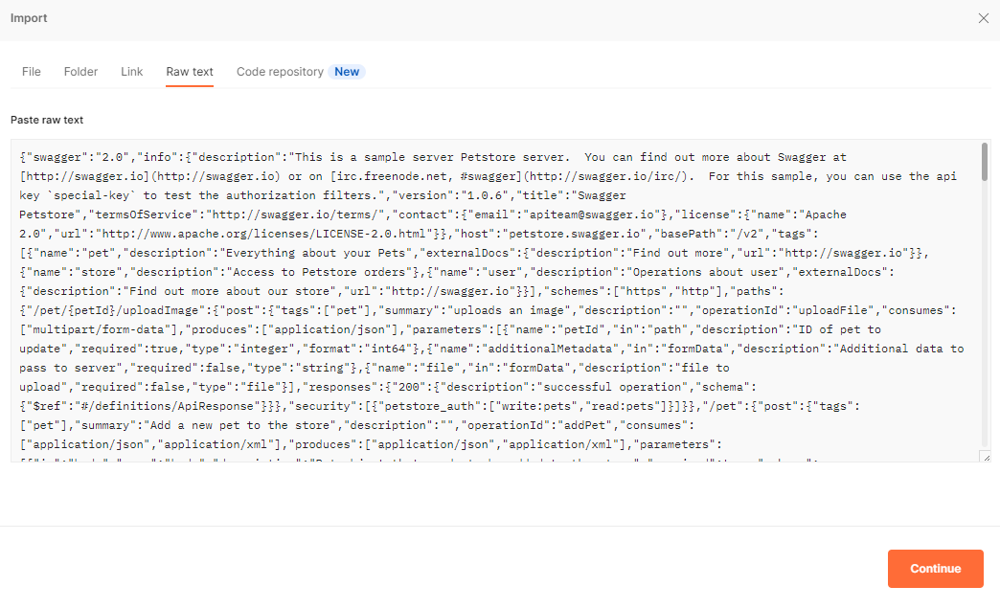 Import
File Folder Link Raw text Code repository New
Paste raw text
{"swagger":"2.0","info":{"description":"This is a sample server Petstore server.  You can find out more about Swagger at
[http://swagger.io](http://swagger.io) or on [irc.freenode.net, #swagger](http://swagger.io/irc/).  For this sample, you can use the api
key `special-key` to test the authorization filters.","version":"1.0.6","title":"Swagger
Petstore","termsOfService":"http://swagger.io/terms/","contact":{"email":"apiteam@swagger.io"},"license":{"name":"Apache
2.0","url":"http://www.apache.org/licenses/LICENSE-2.0.html"}},"host":"petstore.swagger.io","basePath":"/v2","tags":
[{"name":"pet","description":"Everything about your Pets","externalDocs":{"description":"Find out more","url":"http://swagger.io"}},
{"name":"store","description":"Access to Petstore orders"},{"name":"user","description":"Operations about user","externalDocs":
{"description":"Find out more about our store","url":"http://swagger.io"}}],"schemes":["https","http"],"paths":
{"/pet/{petId}/uploadImage":{"post":{"tags":["pet"],"summary":"uploads an image","description":"","operationId":"uploadFile","consumes":
["multipart/form-data"],"produces":["application/json"],"parameters":[{"name":"petId","in":"path","description":"ID of pet to
update","required":true,"type":"integer","format":"int64"},{"name":"additionalMetadata","in":"formData","description":"Additional data to
pass to server","required":false,"type":"string"},{"name":"file","in":"formData","description":"file to
upload","required":false,"type":"file"}],"responses":{"200":{"description":"successful operation","schema":
{"$ref":"#/definitions/ApiResponse"}}},"security":[{"petstore_auth":["write:pets","read:pets"]}]}},"/pet":{"post":{"tags":
["pet"],"summary":"Add a new pet to the store","description":"","operationId":"addPet","consumes":
["application/json","application/xml"],"produces":["application/json","application/xml"],"parameters":
Continue